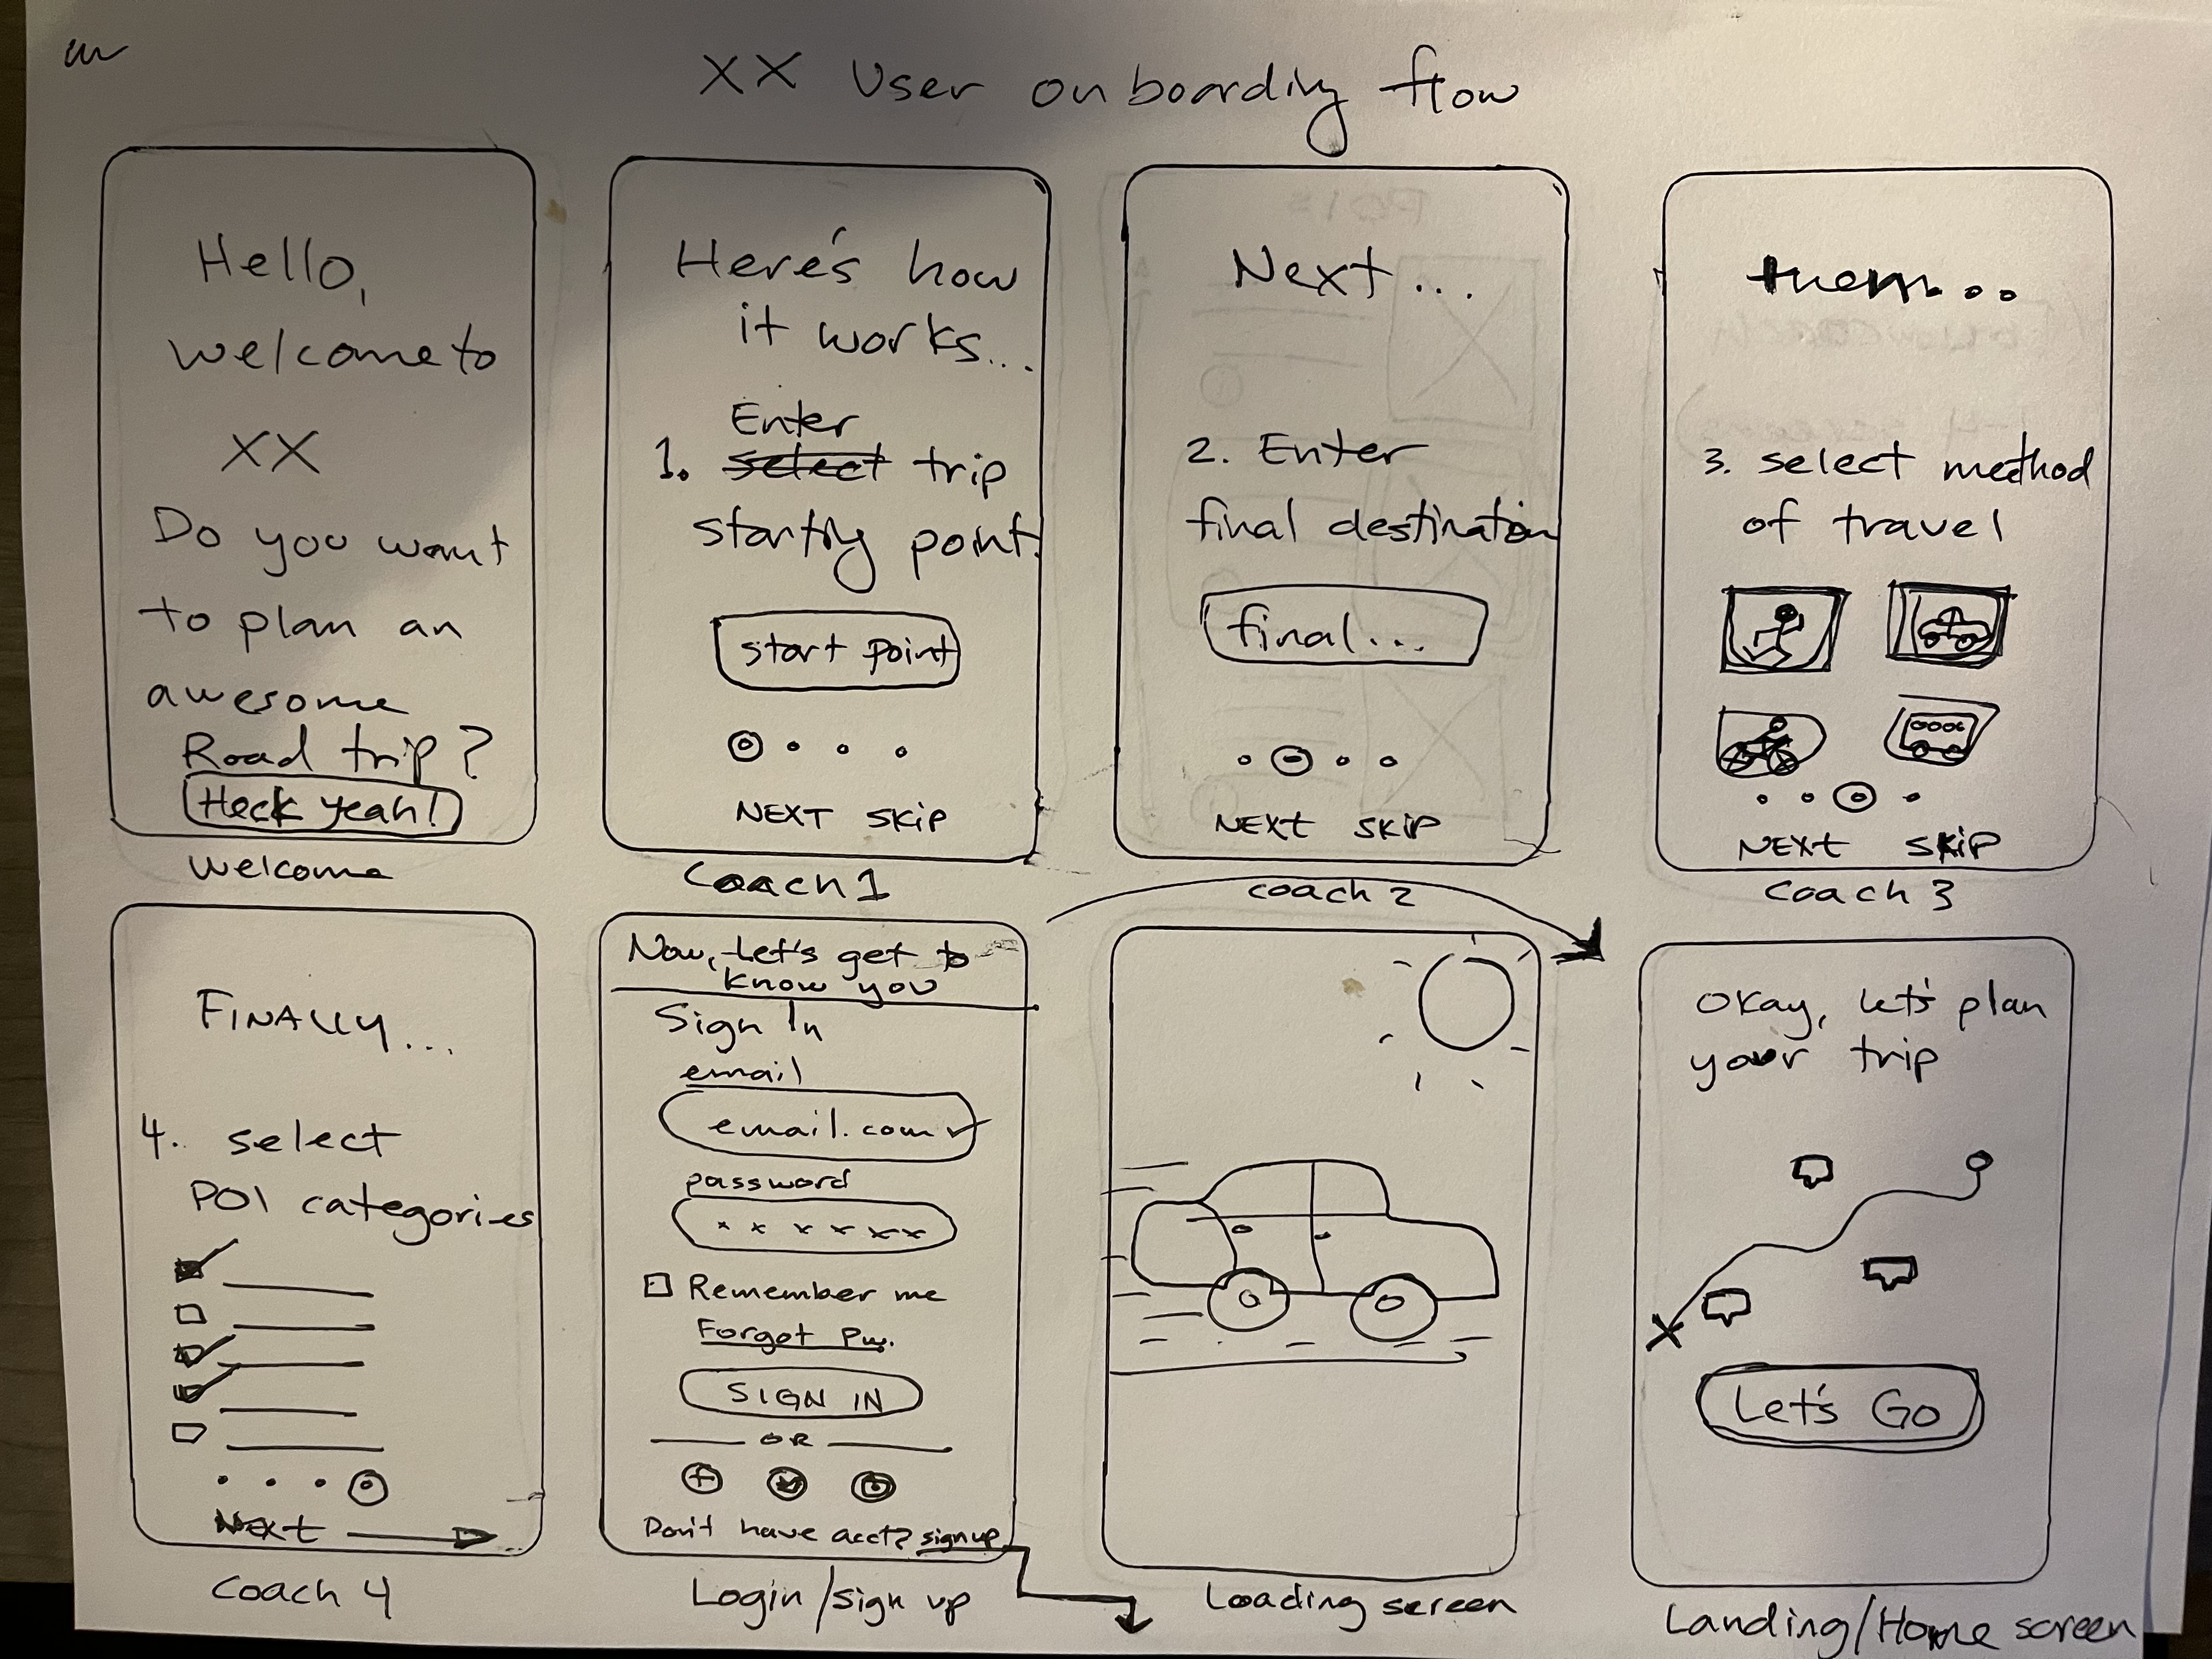 XX User onboarding flow
Hello,
welcome to
XX
Do you want
to plan an
awesome
Road trip?
Heck yeah!
Welcome
Here's how
it works...
Enter
1. select trip
starting point.
start point
NEXT SKIP
Coach 1
Next...
2. Enter
final destination
final...
NEXT SKIP
coach 2
then...
3. select method
of travel
NEXT SKIP
Coach 3
FINALLY...
4. select
POI categories
Next
Coach 4
Now, Let's get to
know you
Sign In
email
email.com
password
xxxxxx
Remember me
Forgot Pw.
SIGN IN
OR
Don't have acct? sign up
Login/sign up
Loading screen
Okay, let's plan
your trip
Let's Go
Landing/Home screen